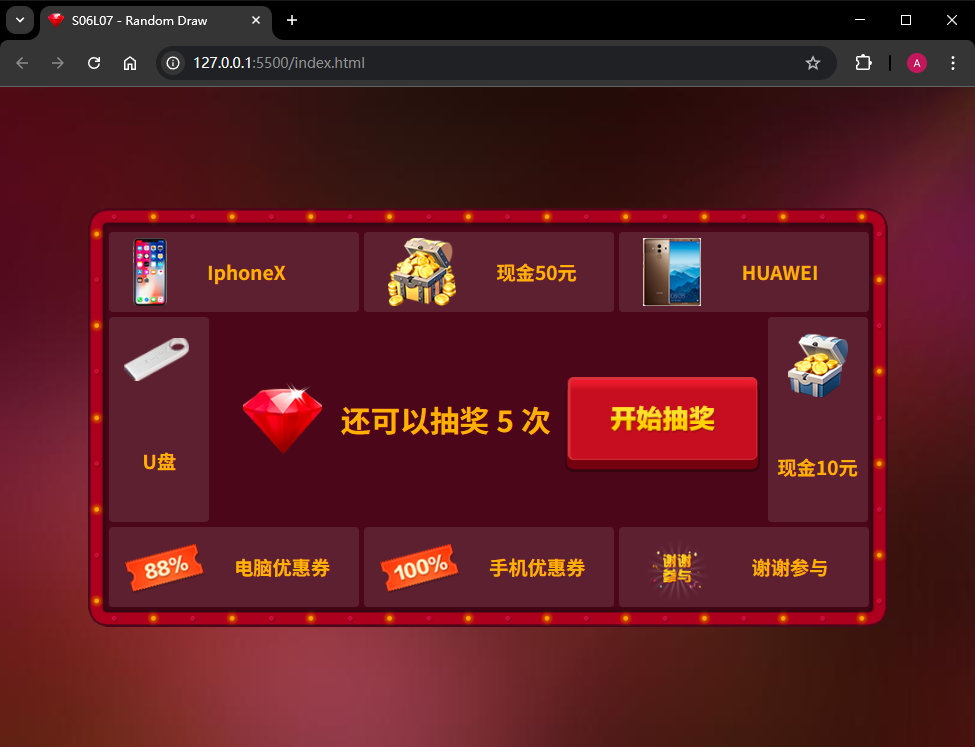 S06L07 - Random Draw
127.0.0.1:5500/index.html
A
IphoneX
现金50元
HUAWEI
U盘
还可以抽奖 5 次
开始抽奖
现金10元
88%
电脑优惠券
100%
手机优惠券
谢谢
参与
谢谢参与